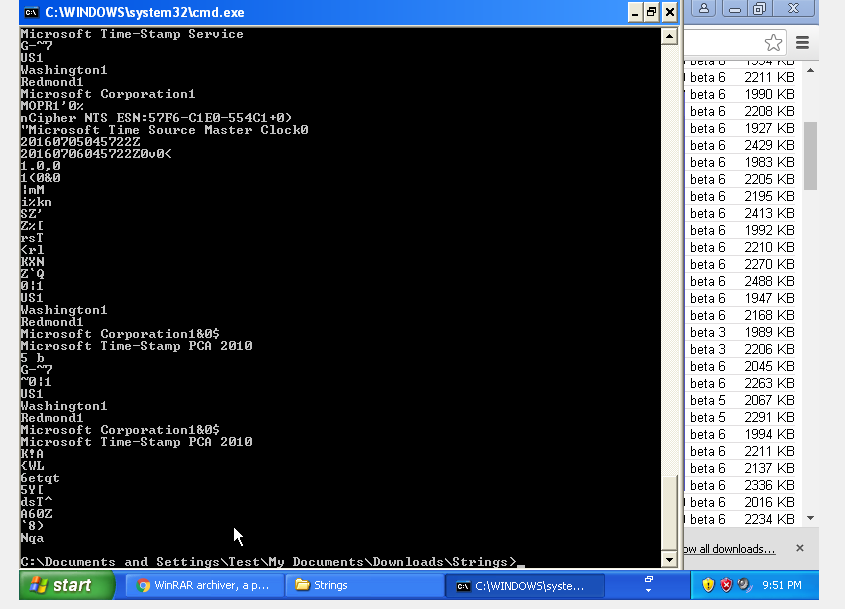 C:\WINDOWS\system32\cmd.exe
Microsoft Time-Stamp Service
G-~7
US1
Washington1
Redmond1
Microsoft Corporation1
MOPR1'0%
nCipher NTS ESN:57F6-C1E0-554C1+0)
"Microsoft Time Source Master Clock0
20160705045722Z
20160706045722Z0v0<
1.0,0
1<0&0
¦mM
i%kn
SZ'
Z%[
rsT
<rl
KXN
Z`Q
0¦1
US1
Washington1
Redmond1
Microsoft Corporation1&0$
Microsoft Time-Stamp PCA 2010
5 b
G-~7
~0¦1
US1
Washington1
Redmond1
Microsoft Corporation1&0$
Microsoft Time-Stamp PCA 2010
K!A
<WL
6etqt
5Y[
dsT^
A60Z
`8)
Nqa
C:\Documents and Settings\Test\My Documents\Downloads\Strings>_
beta 6 1994 KB
beta 6 2211 KB
beta 6 1990 KB
beta 6 2208 KB
beta 6 1927 KB
beta 6 2429 KB
beta 6 1983 KB
beta 6 2205 KB
beta 6 2195 KB
beta 6 2413 KB
beta 6 1992 KB
beta 6 2210 KB
beta 6 2270 KB
beta 6 2488 KB
beta 6 1947 KB
beta 6 2168 KB
beta 3 1989 KB
beta 3 2206 KB
beta 6 2045 KB
beta 6 2263 KB
beta 5 2067 KB
beta 5 2291 KB
beta 6 1994 KB
beta 6 2211 KB
beta 6 2137 KB
beta 6 2336 KB
beta 6 2016 KB
beta 6 2234 KB
ow all downloads...
start
WinRAR archiver, a p...
Strings
C:\WINDOWS\syste...
9:51 PM